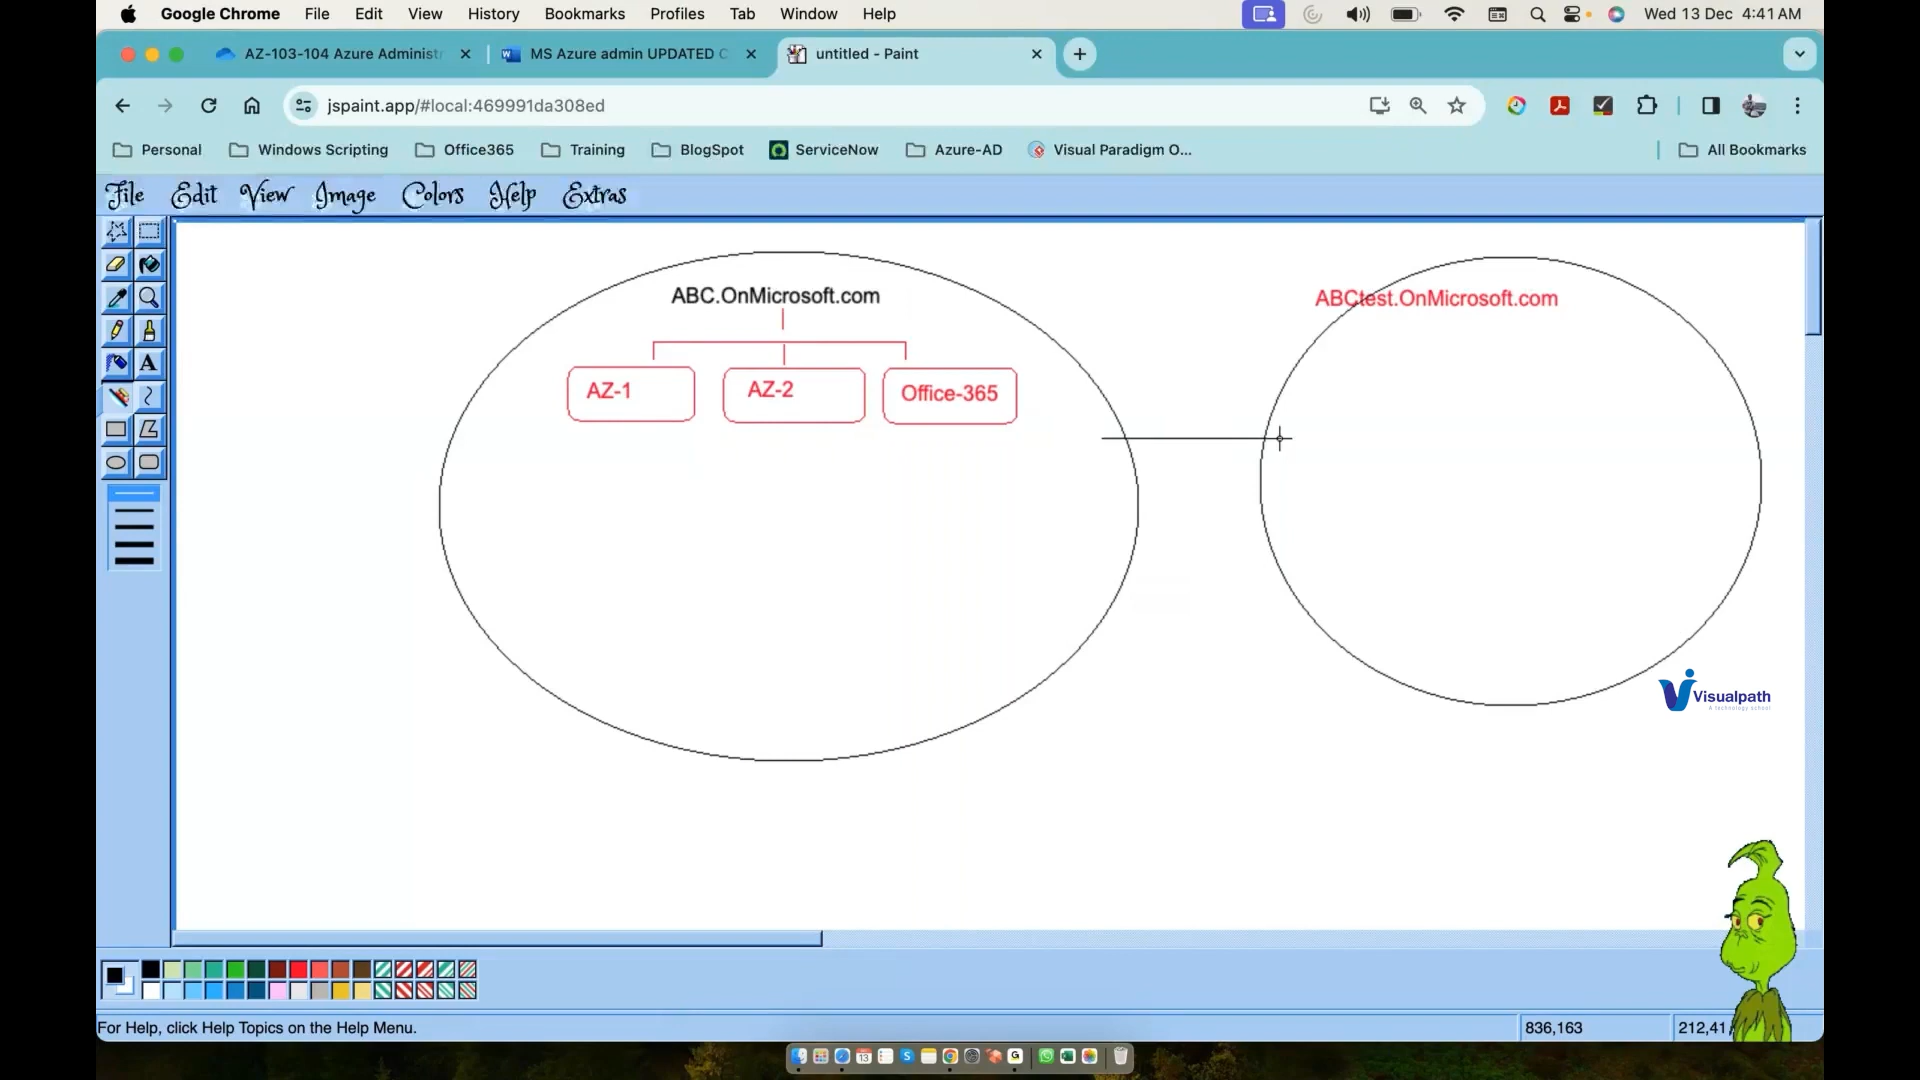 Google Chrome File Edit View History Bookmarks Profiles Tab Window Help Wed 13 Dec 4:41 AM
AZ-103-104 Azure Administr MS Azure admin UPDATED C untitled - Paint
jspaint.app/#local:469991da308ed
Personal Windows Scripting Office365 Training BlogSpot ServiceNow Azure-AD Visual Paradigm O... All Bookmarks
File Edit View Image Colors Help Extras
A
ABC.OnMicrosoft.com
ABCtest.OnMicrosoft.com
AZ-1 AZ-2 Office-365
Visualpath
A technology school
For Help, click Help Topics on the Help Menu. 836,163 212,41